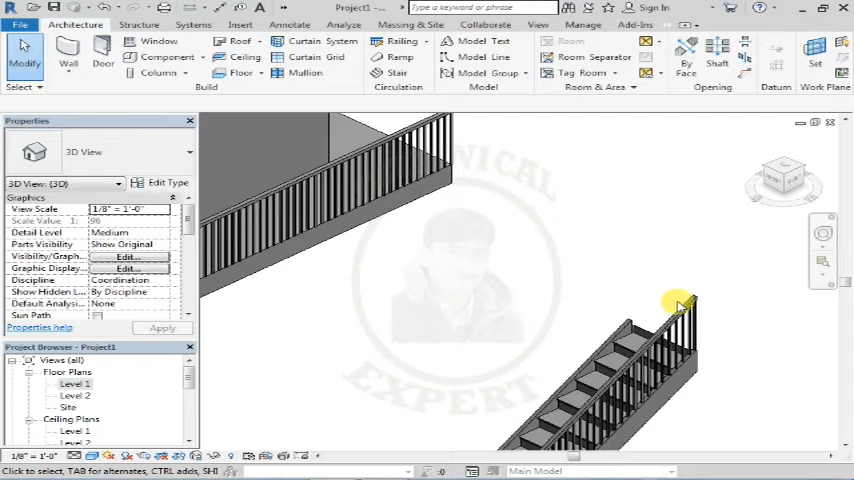 Project1 -...
Type a keyword or phrase
Sign In
File Architecture Structure Systems Insert Annotate Analyze Massing & Site Collaborate View Manage Add-Ins
Modify
Wall
Door
Window
Component
Column
Roof
Ceiling
Floor
Curtain System
Curtain Grid
Mullion
Railing
Ramp
Stair
Model Text
Model Line
Model Group
Room
Room Separator
Tag Room
By Face
Shaft
Set
Select
Build
Circulation
Model
Room & Area
Opening
Datum
Work Plane
Properties
3D View
3D View: {3D}
Edit Type
Graphics
View Scale 1/8" = 1'-0"
Scale Value 1: 96
Detail Level Medium
Parts Visibility Show Original
Visibility/Graph... Edit...
Graphic Display... Edit...
Discipline Coordination
Show Hidden L... By Discipline
Default Analysi... None
Sun Path
Properties help
Apply
Project Browser - Project1
Views (all)
Floor Plans
Level 1
Level 2
Site
Ceiling Plans
Level 1
Level 2
EXPERT
1/8" = 1'-0"
Click to select, TAB for alternates, CTRL adds, SHI
:0
Main Model